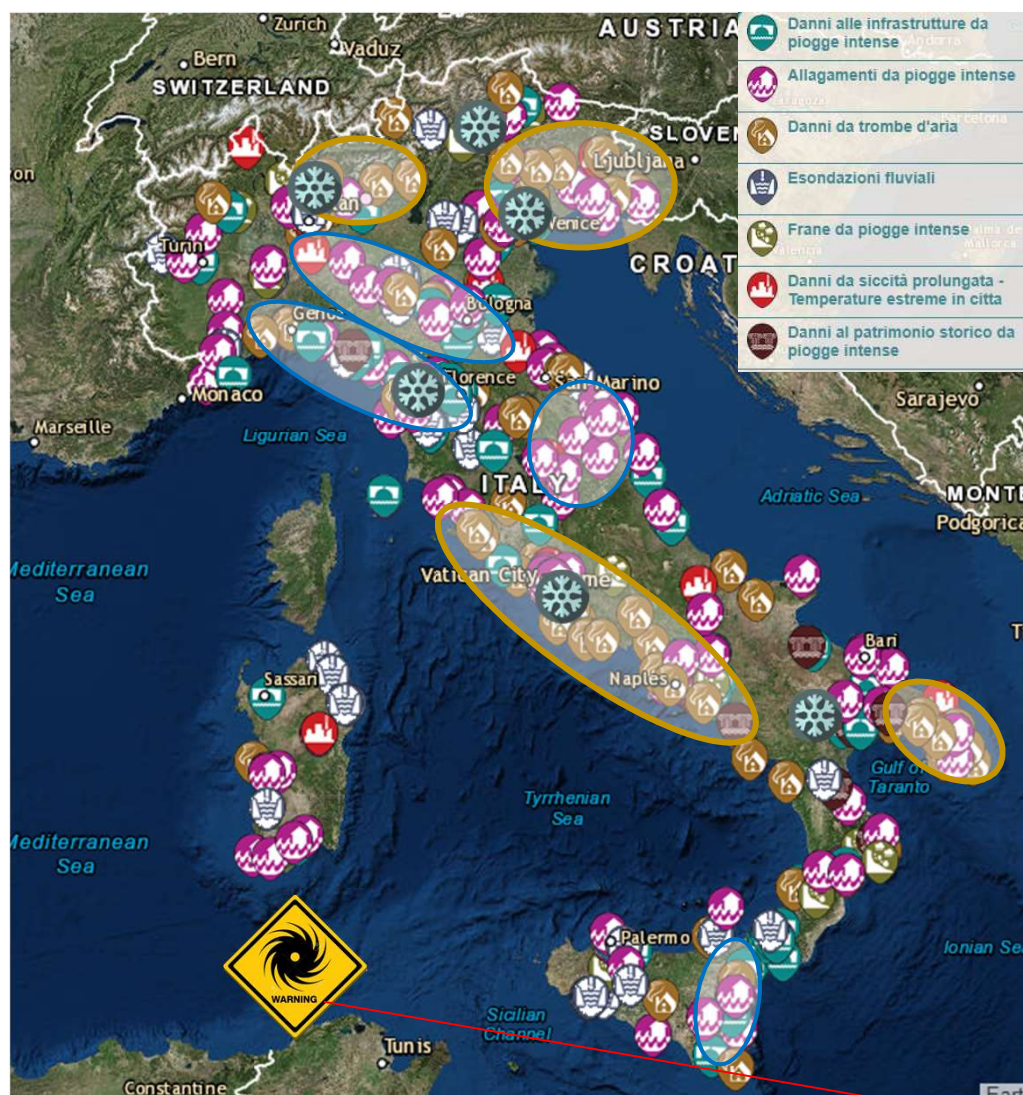 Zurich
Vaduz
Bern
AUSTRIA
SWITZERLAND
SLOVEN
Ljubljana
Venice
Turin
CROAT
Bologna
Genoa
Florence
San Marino
Monaco
Marseille
Ligurian Sea
Sarajevo
ITALY
Adriatic Sea
MONTE
Podgorica
Mediterranean
Sea
Vatican City
Bari
Sassari
Naples
Gulf of
Taranto
Tyrrhenian
Sea
Mediterranean
Sea
Palermo
Ionian Sea
WARNING
Sicilian
Channel
Tunis
Constantine
Danni alle infrastrutture da
piogge intense
Allagamenti da piogge intense
Danni da trombe d'aria
Esondazioni fluviali
Frane da piogge intense
Danni da siccità prolungata -
Temperature estreme in citta
Danni al patrimonio storico da
piogge intense
Barcelona